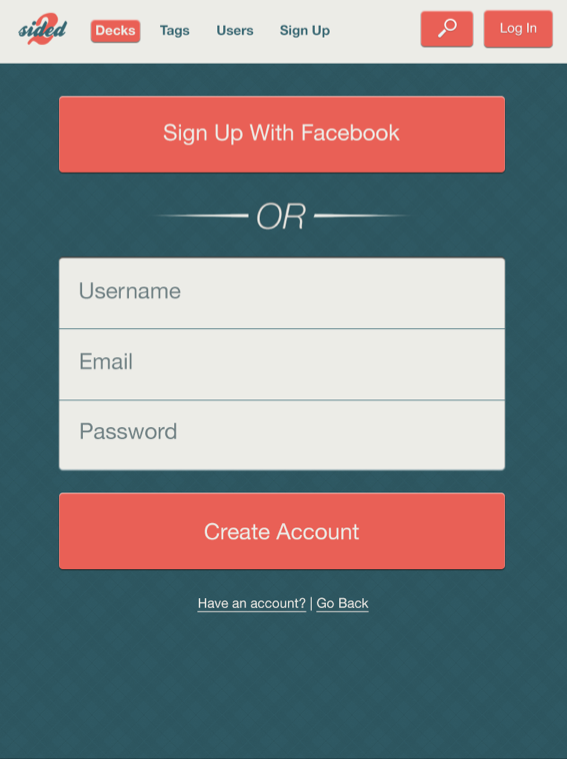 2 sided
Decks Tags Users Sign Up Log In
Sign Up With Facebook
OR
Username
Email
Password
Create Account
Have an account? | Go Back